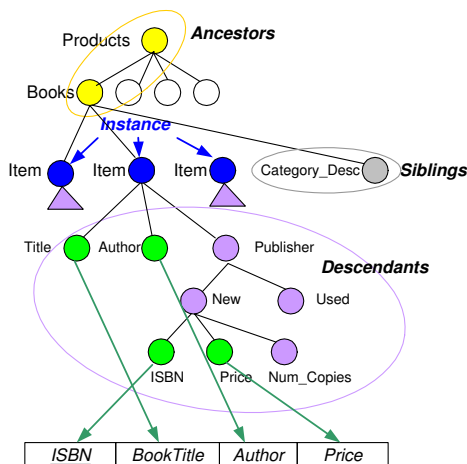 Products
Ancestors
Books
Instance
Item
Item
Item
Category_Desc
Siblings
Title
Author
Publisher
Descendants
New
Used
ISBN
Price
Num_Copies
ISBN BookTitle Author Price